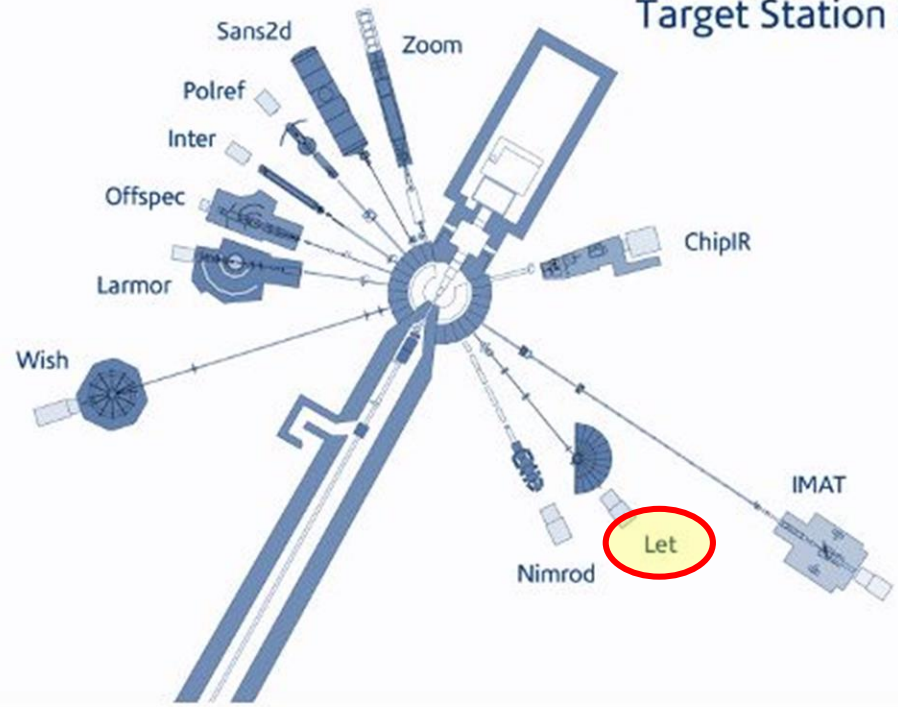 Target Station
Sans2d
Zoom
Polref
Inter
Offspec
ChipIR
Larmor
Wish
IMAT
Let
Nimrod